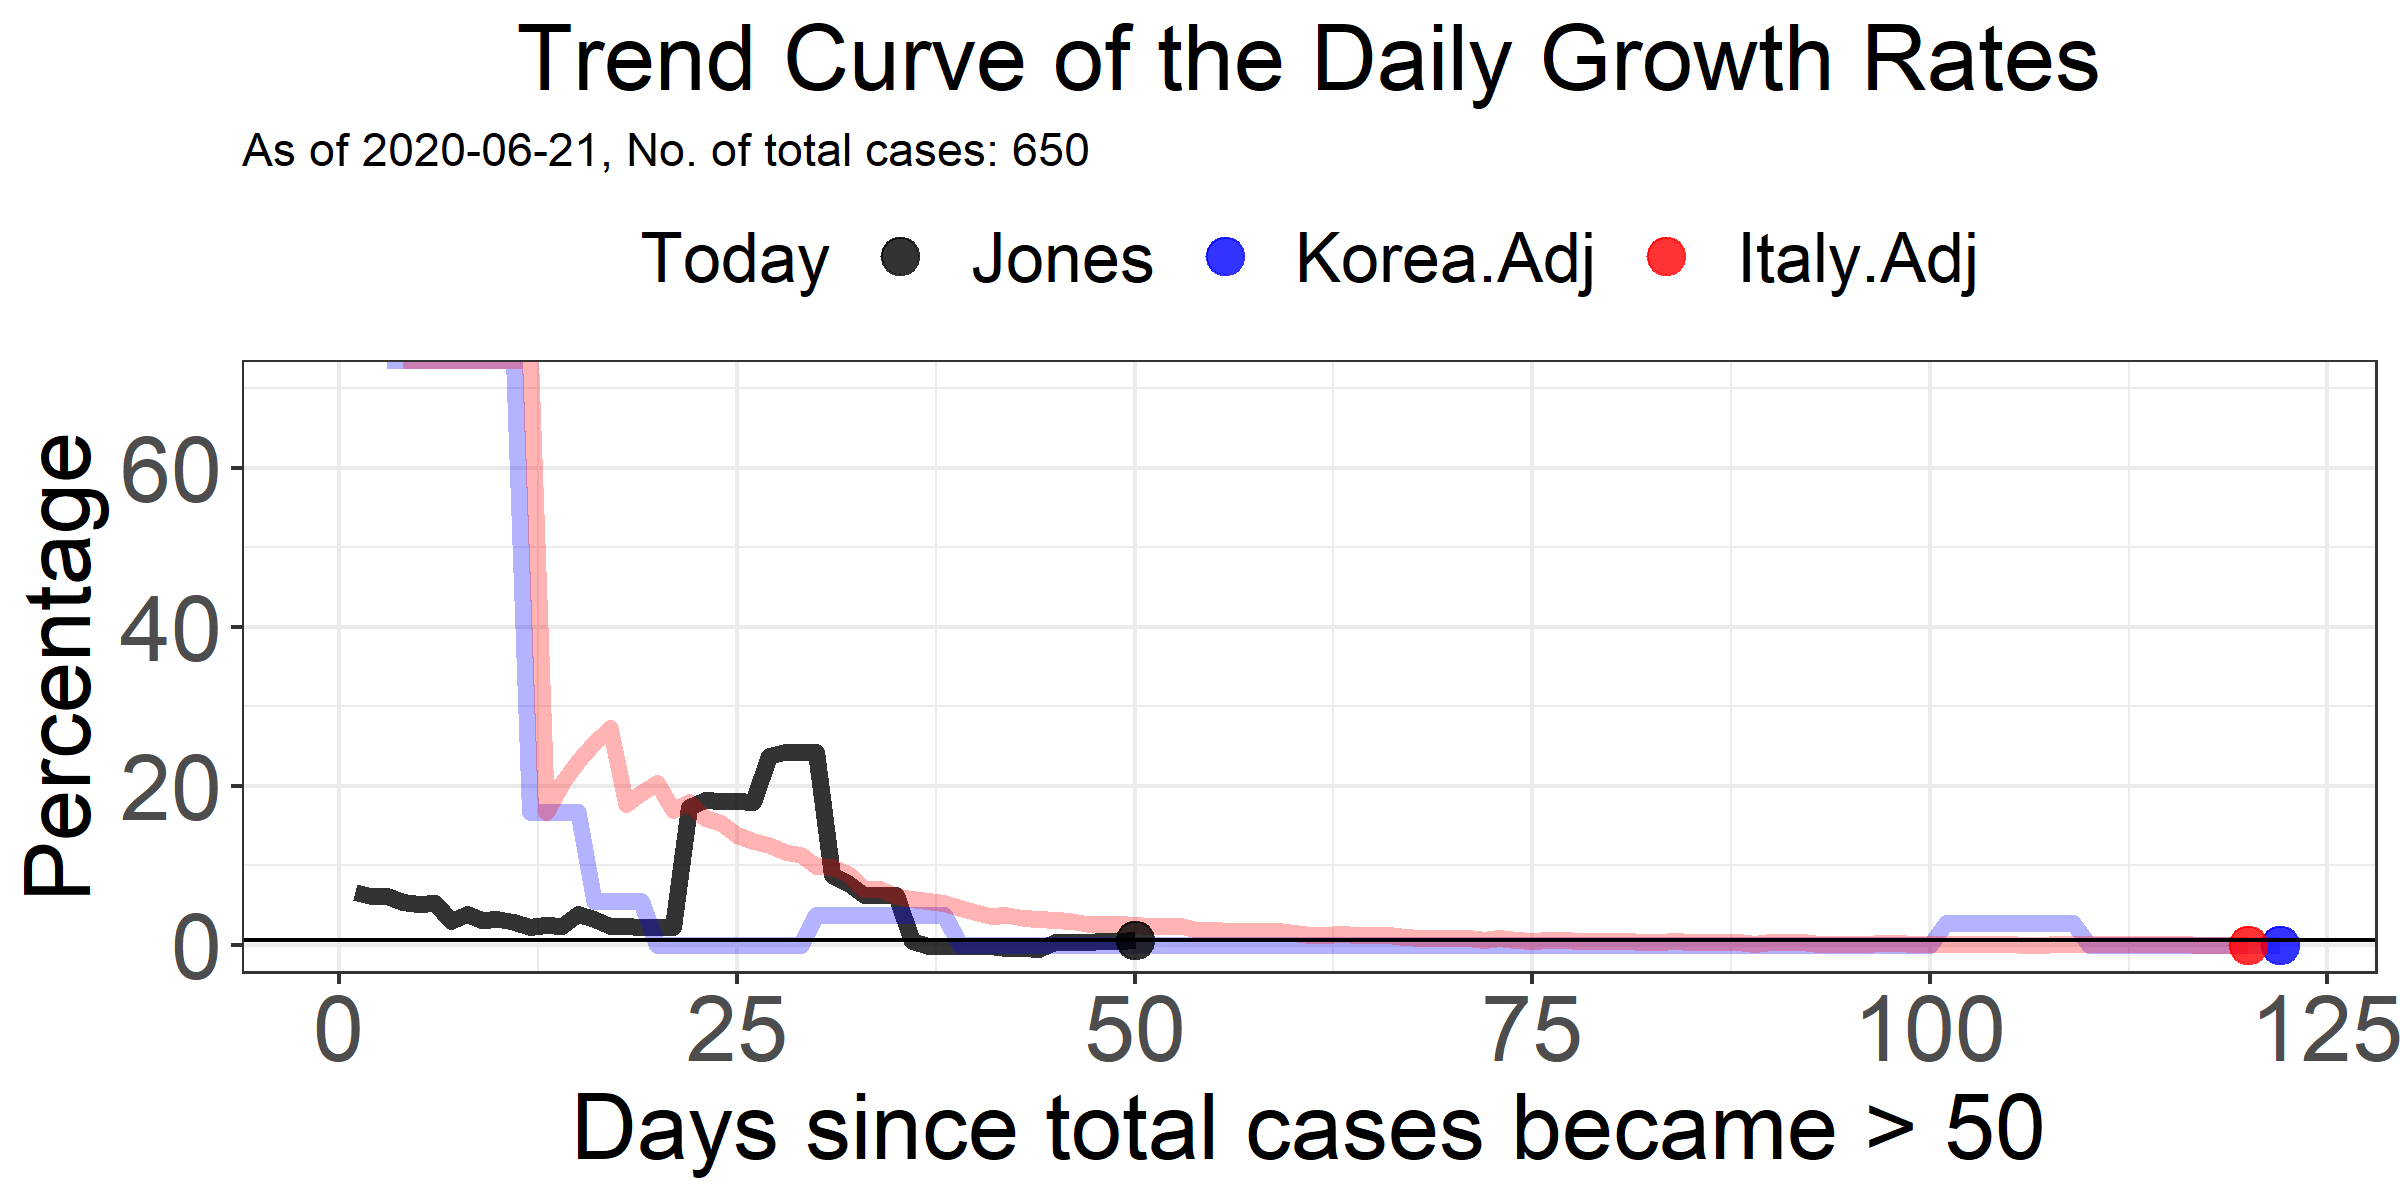 Trend Curve of the Daily Growth Rates
As of 2020-06-21, No. of total cases: 650
Today Jones Korea.Adj Italy.Adj
Percentage
60
40
20
0
0 25 50 75 100 125
Days since total cases became > 50